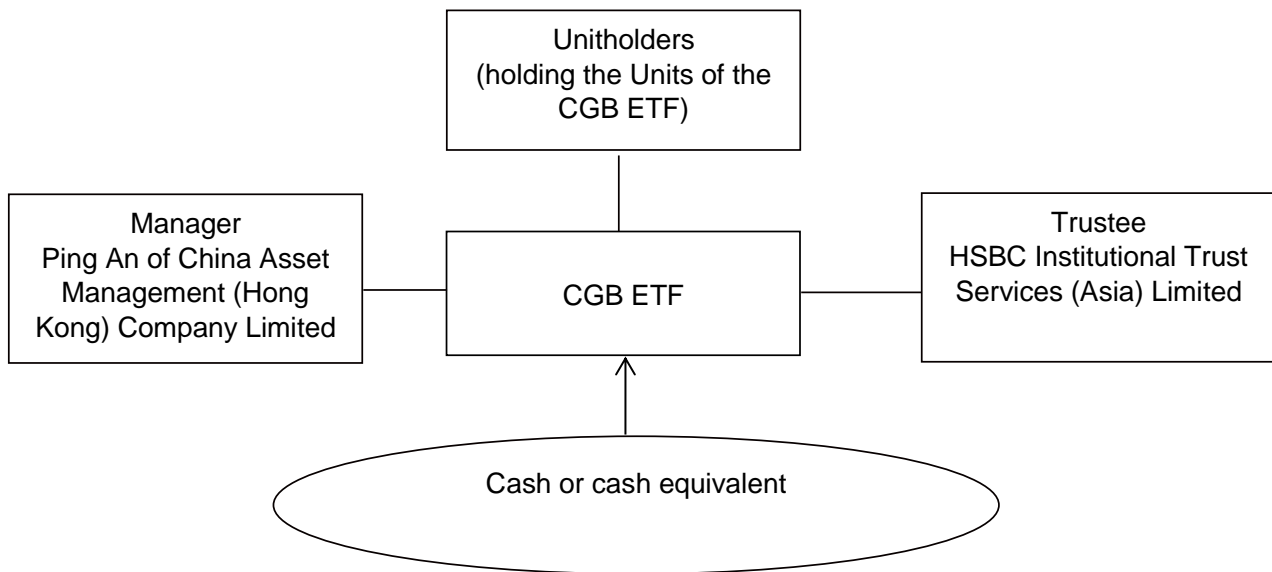 Unitholders
(holding the Units of the
CGB ETF)
Manager
Ping An of China Asset
Management (Hong
Kong) Company Limited
CGB ETF
Trustee
HSBC Institutional Trust
Services (Asia) Limited
Cash or cash equivalent